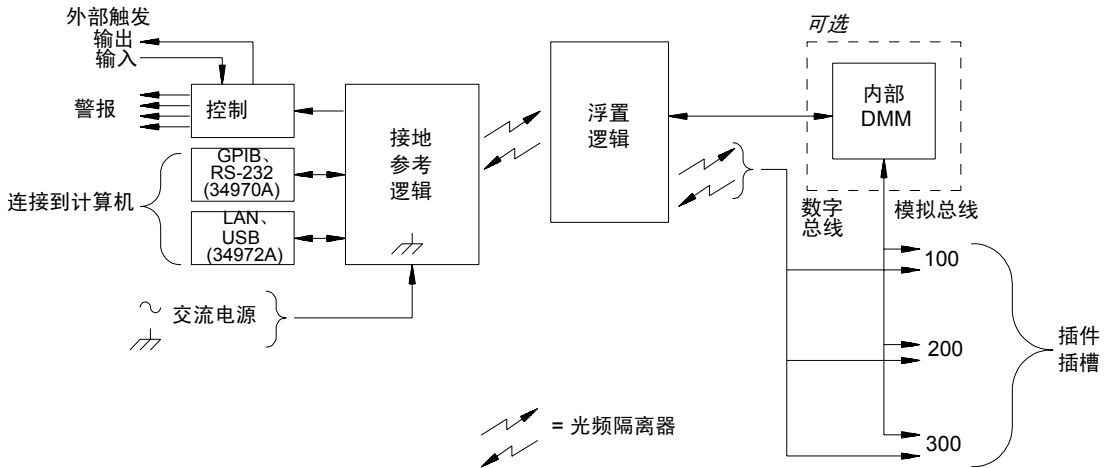 外部触发
输出
输入
警报
控制
GPIB、
RS-232
(34970A)
连接到计算机
LAN、
USB
(34972A)
交流电源
接地
参考
逻辑
浮置
逻辑
可选
内部
DMM
数字
总线
模拟总线
100
200
300
插件
插槽
= 光频隔离器